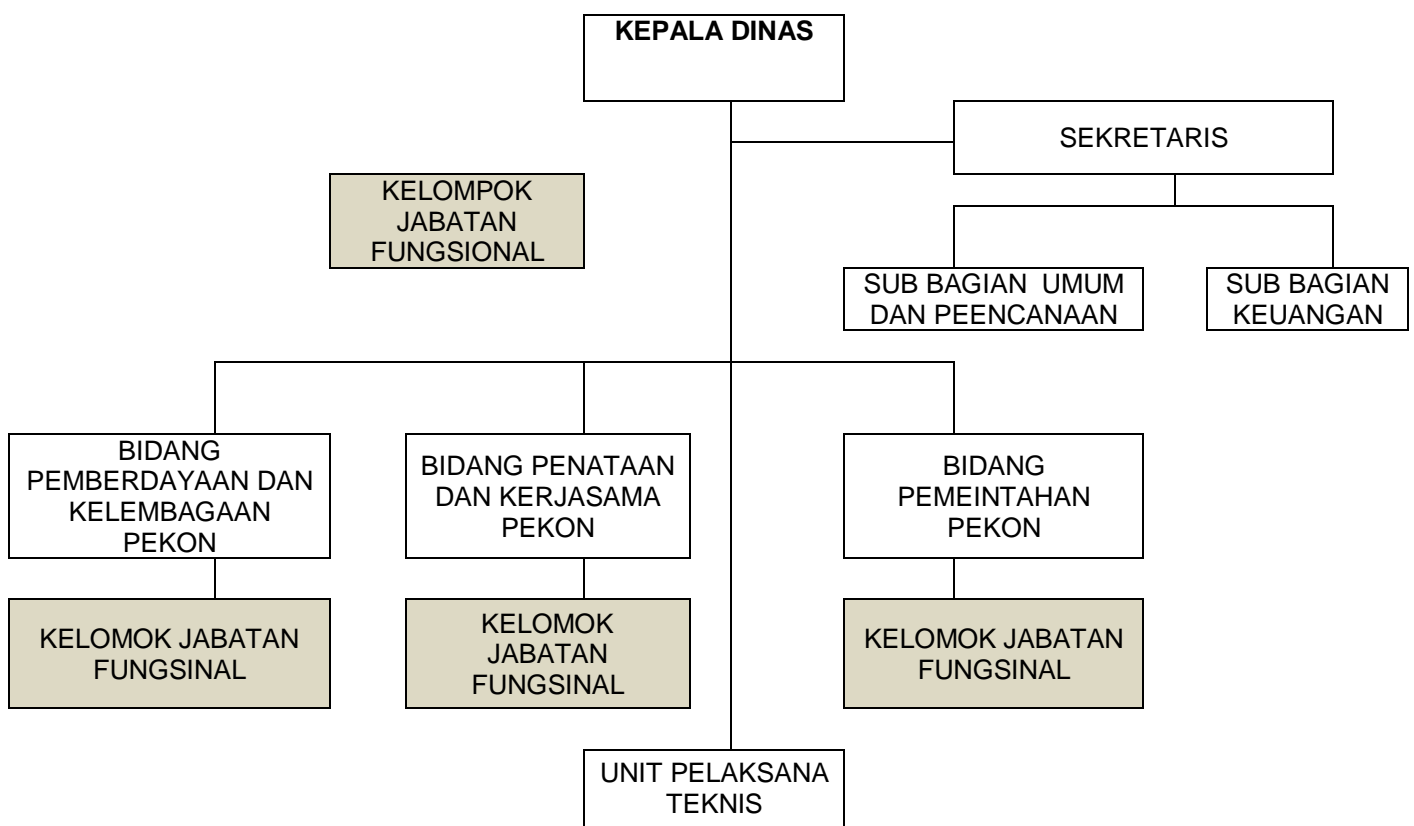 KEPALA DINAS
SEKRETARIS
KELOMPOK
JABATAN
FUNGSIONAL
SUB BAGIAN  UMUM
DAN PEENCANAAN
SUB BAGIAN
KEUANGAN
BIDANG
PEMBERDAYAAN DAN
KELEMBAGAAN
PEKON
BIDANG PENATAAN
DAN KERJASAMA
PEKON
BIDANG
PEMEINTAHAN
PEKON
KELOMOK JABATAN
FUNGSINAL
KELOMOK
JABATAN
FUNGSINAL
KELOMOK JABATAN
FUNGSINAL
UNIT PELAKSANA
TEKNIS